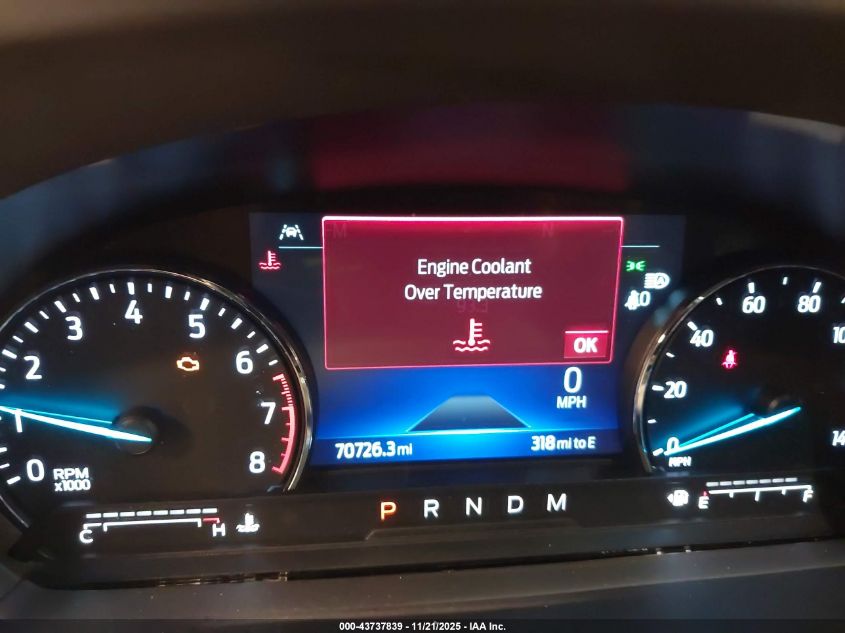 Engine Coolant
Over Temperature
OK
0
MPH
70726.3 mi
318 mi to E
0
1
2
3
4
5
6
7
8
RPM
x1000
0
20
40
60
80
MPH
C
H
P R N D M
E
F
000-43737839 - 11/21/2025 - IAA Inc.